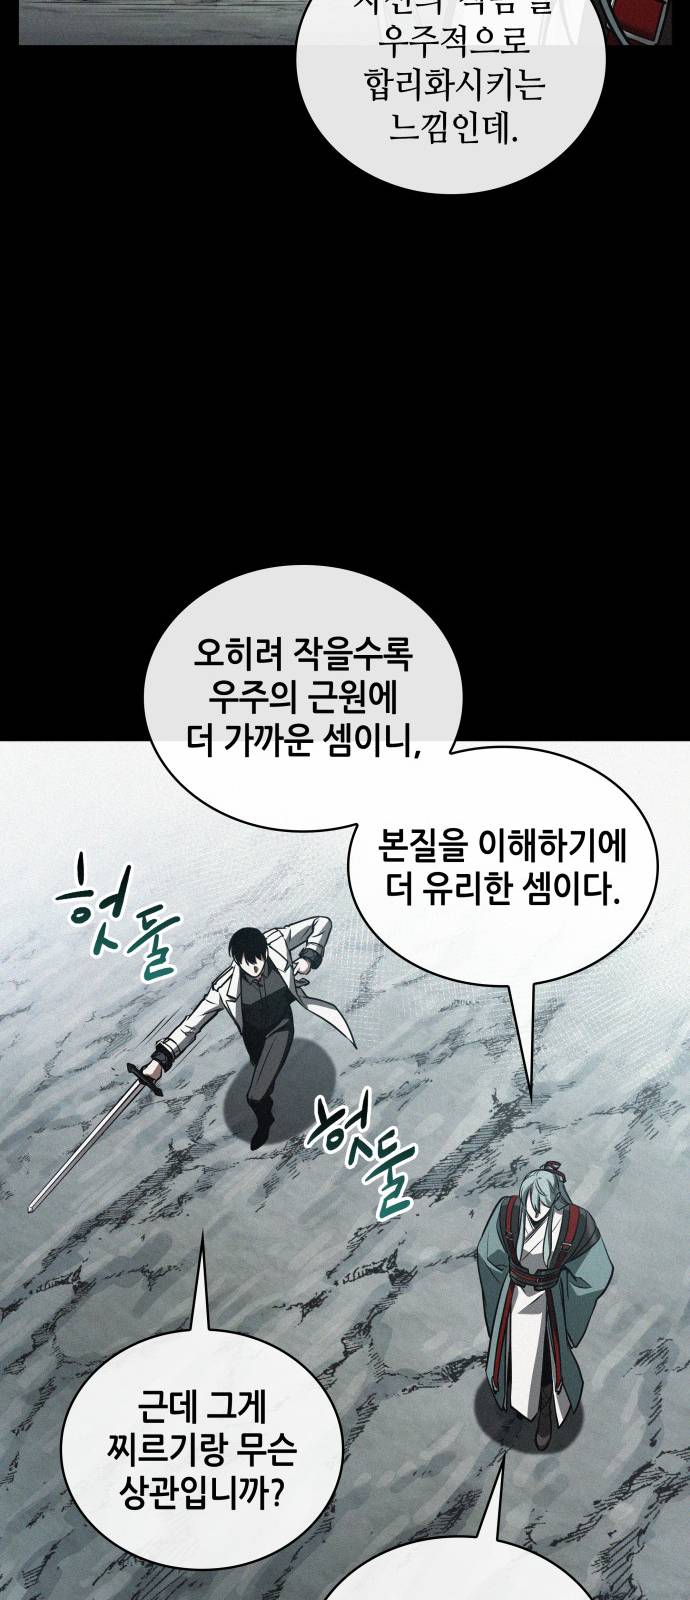 우주적으로
합리화시키는
느낌인데.
오히려 작을수록
우주의 근원에
더 가까운 셈이니,
본질을 이해하기에
더 유리한 셈이다.
헛둘
헛둘
근데 그게
찌르기랑 무슨
상관입니까?